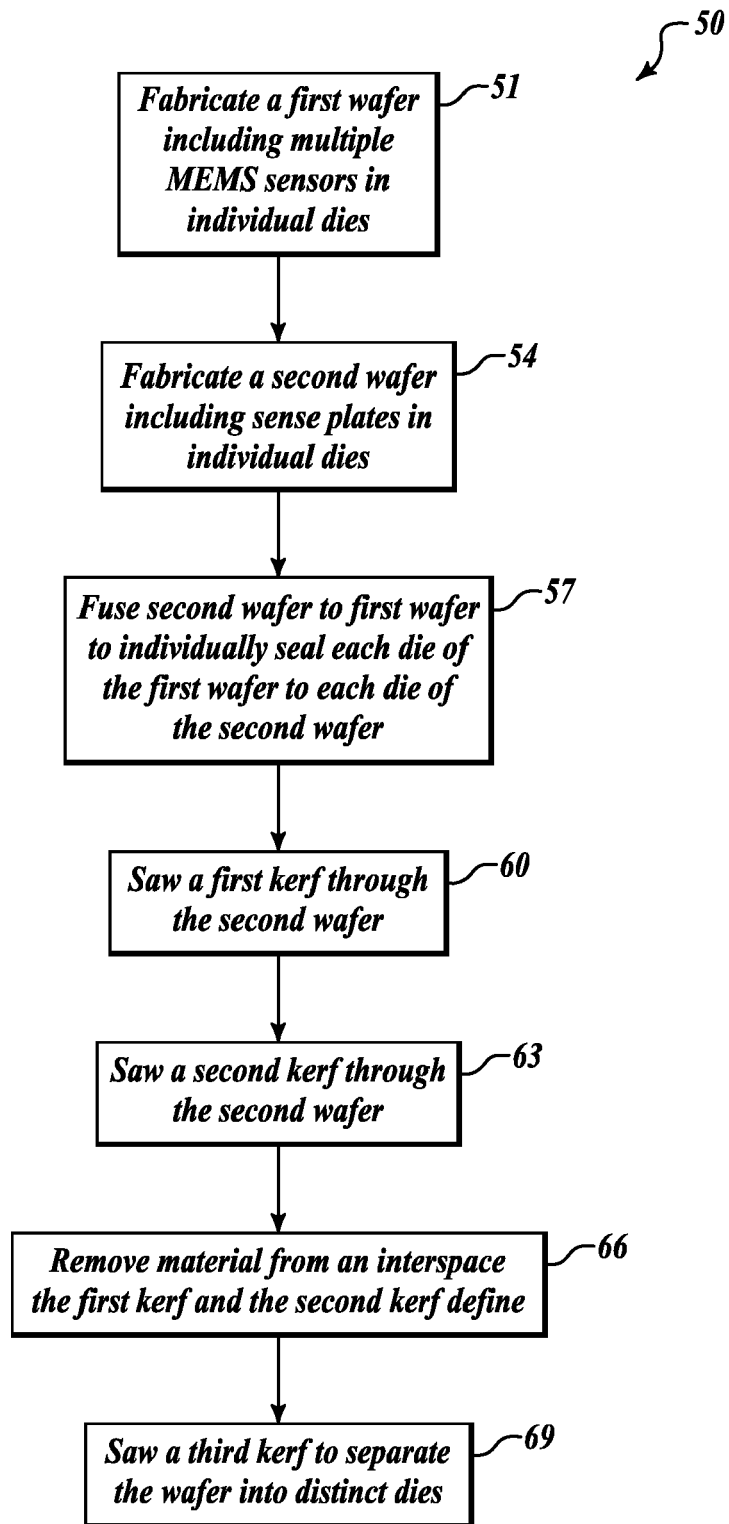 50
51
Fabricate a first wafer
including multiple
MEMS sensors in
individual dies
54
Fabricate a second wafer
including sense plates in
individual dies
57
Fuse second wafer to first wafer
to individually seal each die of
the first wafer to each die of
the second wafer
60
Saw a first kerf through
the second wafer
63
Saw a second kerf through
the second wafer
66
Remove material from an interspace
the first kerf and the second kerf define
69
Saw a third kerf to separate
the wafer into distinct dies